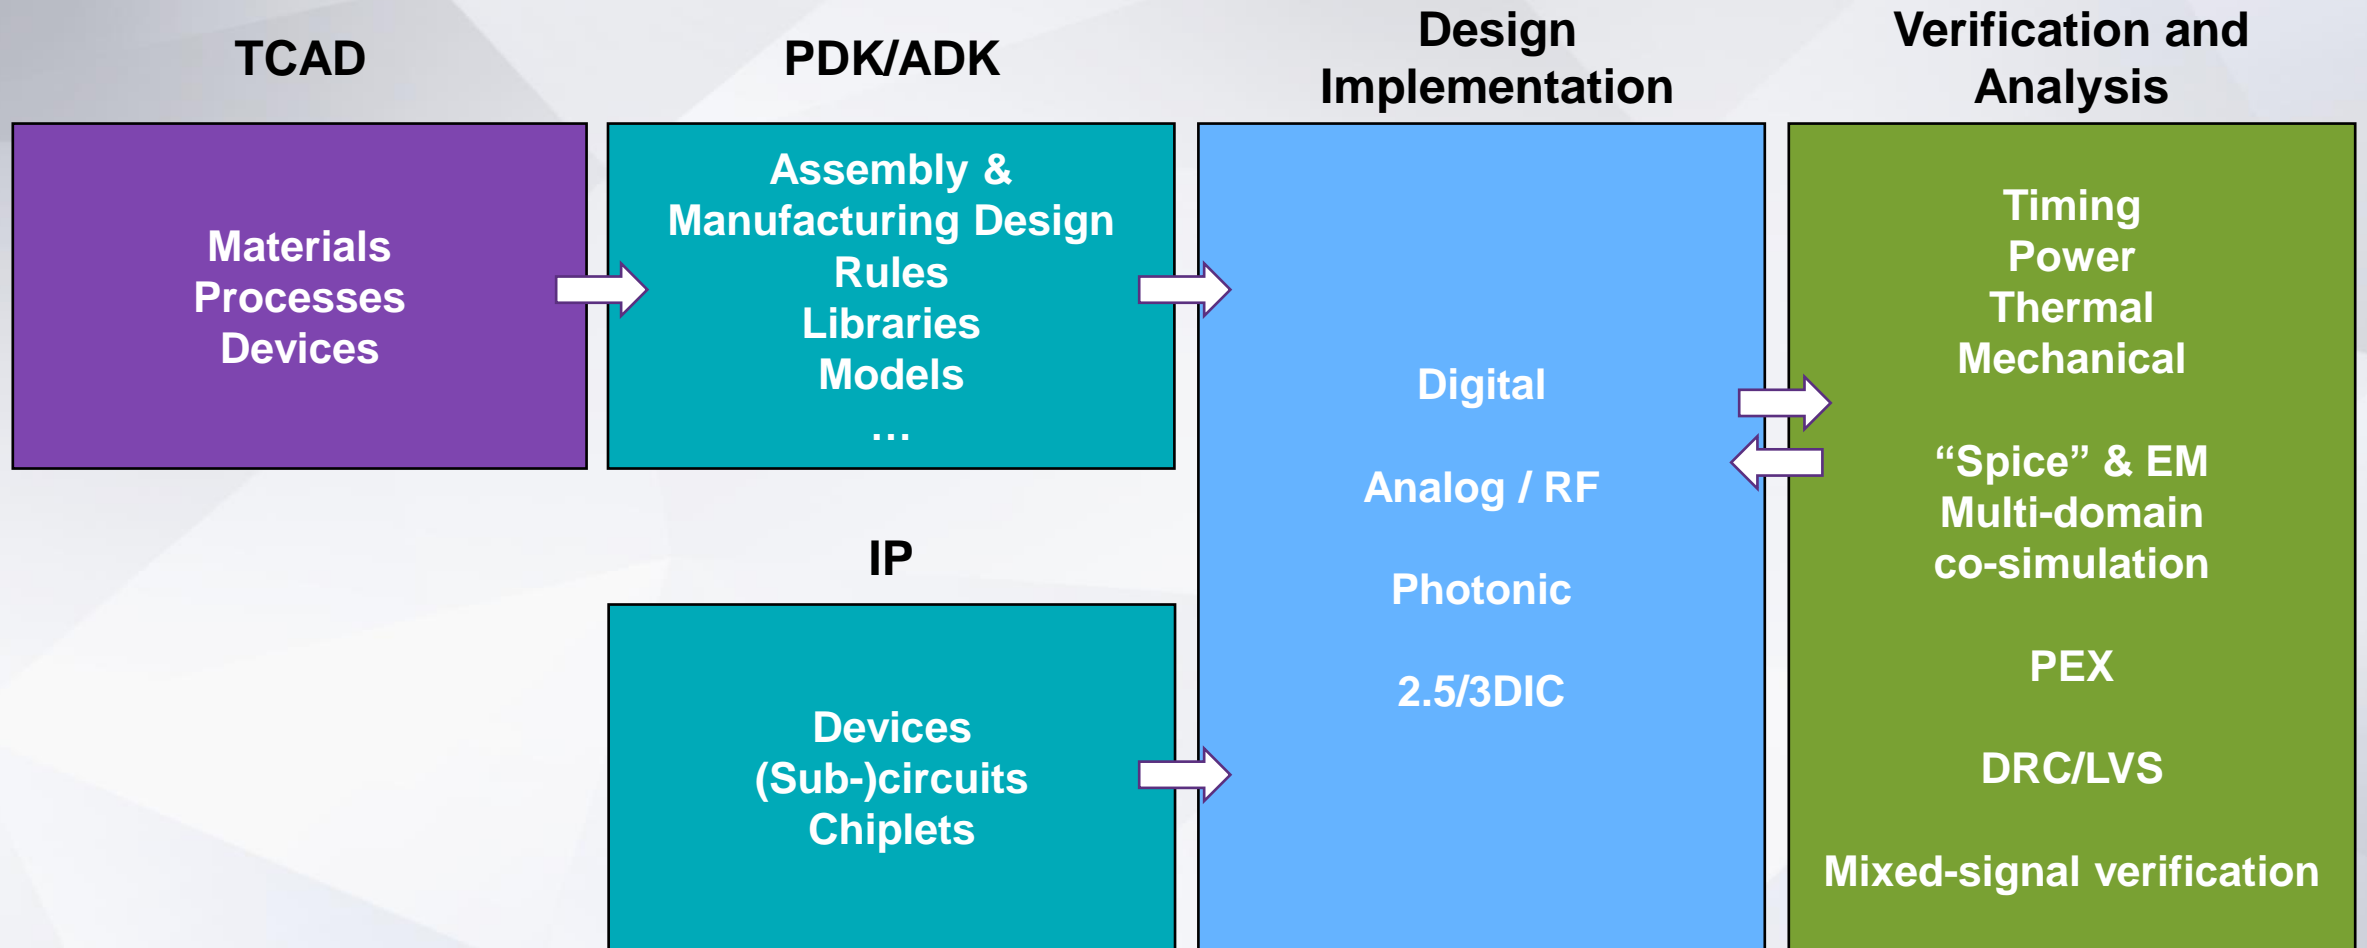 TCAD
Materials
Processes
Devices
PDK/ADK
Assembly &
Manufacturing Design
Rules
Libraries
Models
…
IP
Devices
(Sub-)circuits
Chiplets
Design
Implementation
Digital
Analog / RF
Photonic
2.5/3DIC
Verification and
Analysis
Timing
Power
Thermal
Mechanical
“Spice” & EM
Multi-domain
co-simulation
PEX
DRC/LVS
Mixed-signal verification